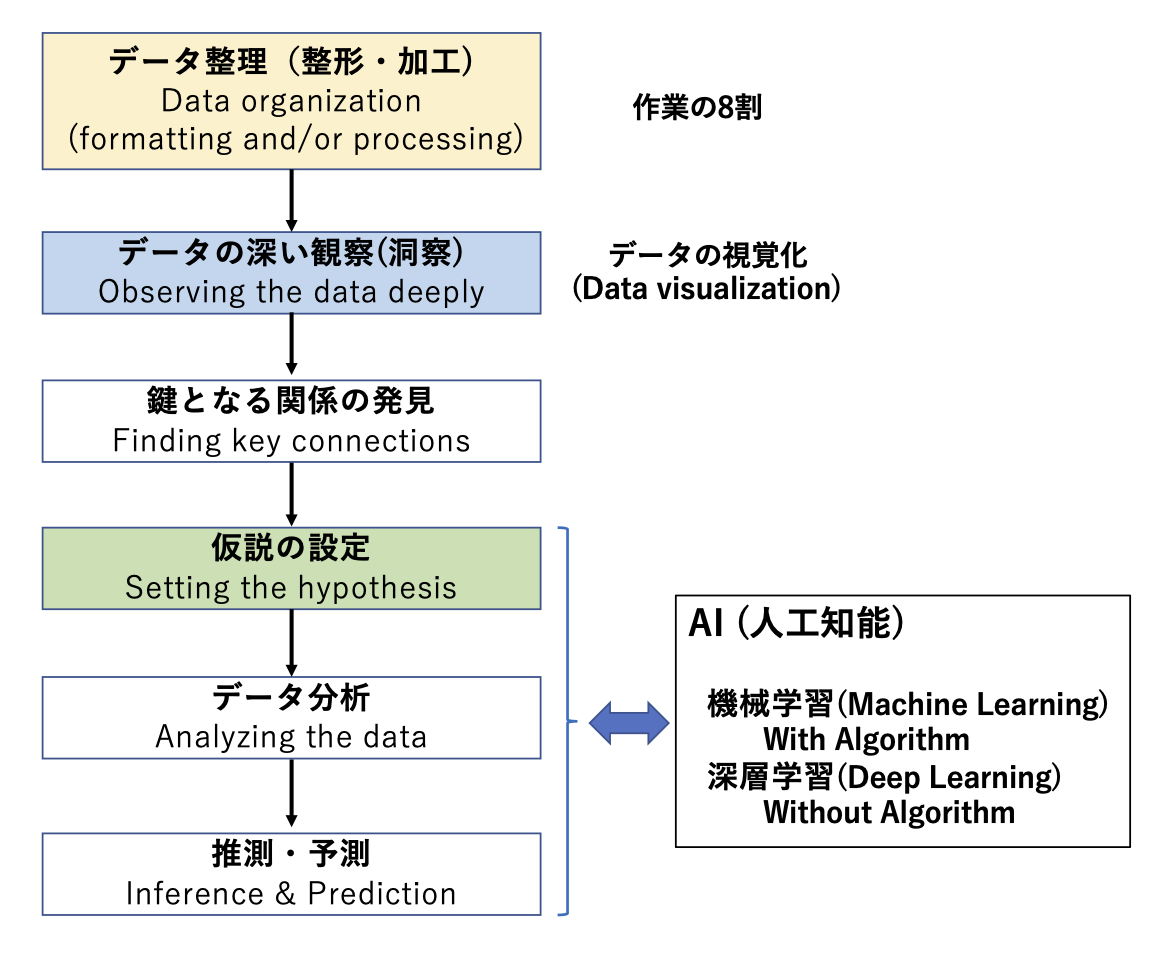 データ整理（整形・加工）
Data organization
(formatting and/or processing)
作業の8割
データの深い観察(洞察)
Observing the data deeply
データの視覚化
(Data visualization)
鍵となる関係の発見
Finding key connections
仮説の設定
Setting the hypothesis
データ分析
Analyzing the data
推測・予測
Inference & Prediction
AI (人工知能)
機械学習(Machine Learning)
With Algorithm
深層学習(Deep Learning)
Without Algorithm